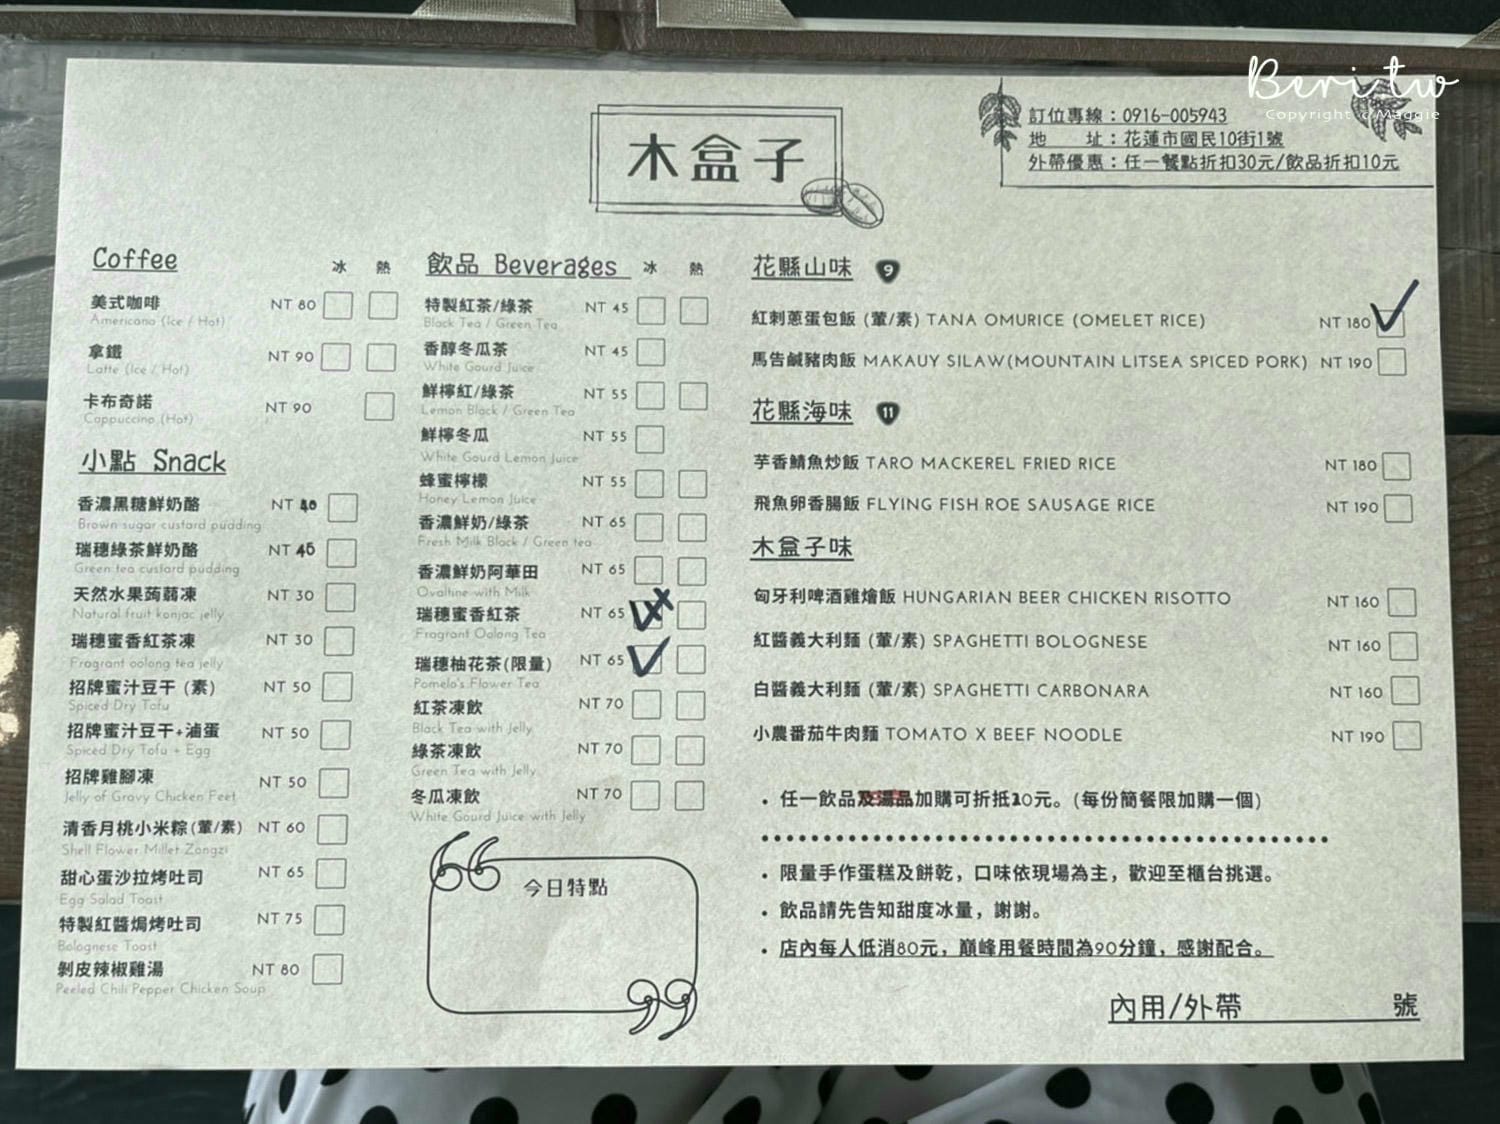 Beri.tw
Copyright © Maggie
木盒子
訂位專線：0916-005943
地　　址：花蓮市國民10街1號
外帶優惠：任一餐點折扣30元/飲品折扣10元
Coffee 冰 熱
美式咖啡 NT 80
Americano (Ice / Hot)
拿鐵 NT 90
Latte (Ice / Hot)
卡布奇諾 NT 90
Cappuccino (Hot)
小點 Snack
香濃黑糖鮮奶酪 NT
Brown sugar custard pudding
瑞穗綠茶鮮奶酪 NT 45
Green tea custard pudding
天然水果蒟蒻凍 NT 30
Natural fruit konjac jelly
瑞穗蜜香紅茶凍 NT 30
Fragrant oolong tea jelly
招牌蜜汁豆干 (素) NT 50
Spiced Dry Tofu
招牌蜜汁豆干+滷蛋 NT 50
Spiced Dry Tofu + Egg
招牌雞腳凍 NT 50
Jelly of Gravy Chicken Feet
清香月桃小米粽(葷/素) NT 60
Shell Flower Millet Zongzi
甜心蛋沙拉烤吐司 NT 65
Egg Salad Toast
特製紅醬焗烤吐司 NT 75
Bolognese Toast
剝皮辣椒雞湯 NT 80
Peeled Chili Pepper Chicken Soup
飲品 Beverages 冰 熱
特製紅茶/綠茶 NT 45
Black Tea / Green Tea
香醇冬瓜茶 NT 45
White Gourd Juice
鮮檸紅/綠茶 NT 55
Lemon Black / Green Tea
鮮檸冬瓜 NT 55
White Gourd Lemon Juice
蜂蜜檸檬 NT 55
Honey Lemon Juice
香濃鮮奶/綠茶 NT 65
Fresh Milk Black / Green tea
香濃鮮奶阿華田 NT 65
Ovaltine with Milk
瑞穗蜜香紅茶 NT 65
Fragrant Oolong Tea
瑞穗柚花茶(限量) NT 65
Pomelo's Flower Tea
紅茶凍飲 NT 70
Black Tea with Jelly
綠茶凍飲 NT 70
Green Tea with Jelly
冬瓜凍飲 NT 70
White Gourd Juice with Jelly
今日特點
花縣山味 9
紅刺蔥蛋包飯 (葷/素) TANA OMURICE (OMELET RICE) NT 180
馬告鹹豬肉飯 MAKAUY SILAW(MOUNTAIN LITSEA SPICED PORK) NT 190
花縣海味 11
芋香鯖魚炒飯 TARO MACKEREL FRIED RICE NT 180
飛魚卵香腸飯 FLYING FISH ROE SAUSAGE RICE NT 190
木盒子味
匈牙利啤酒雞燴飯 HUNGARIAN BEER CHICKEN RISOTTO NT 160
紅醬義大利麵 (葷/素) SPAGHETTI BOLOGNESE NT 160
白醬義大利麵 (葷/素) SPAGHETTI CARBONARA NT 160
小農番茄牛肉麵 TOMATO X BEEF NOODLE NT 190
• 任一飲品及湯品加購可折抵10元。(每份簡餐限加購一個)
• 限量手作蛋糕及餅乾，口味依現場為主，歡迎至櫃台挑選。
• 飲品請先告知甜度冰量，謝謝。
• 店內每人低消80元，巔峰用餐時間為90分鐘，感謝配合。
內用/外帶　　　　　號